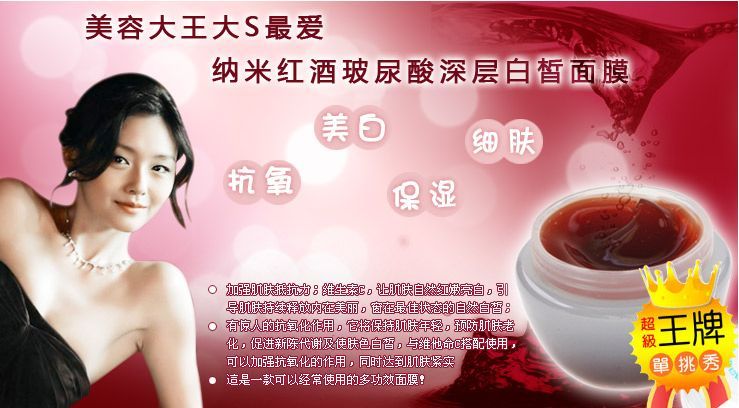 美容大王大S最爱
纳米红酒玻尿酸深层白皙面膜
美白
细肤
抗氧
保湿
加强肌肤抵抗力；维生素C，让肌肤自然红嫩亮白，引
导肌肤持续释放内在美丽，窗在最佳状态的自然白皙；
有惊人的抗氧化作用，它将保持肌肤年轻，预防肌肤老
化，促进新陈代谢及使肤色白皙，与维他命C搭配使用，
可以加强抗氧化的作用，同时达到肌肤紧实
這是一款可以经常使用的多功效面膜！
超級
王牌
單挑秀